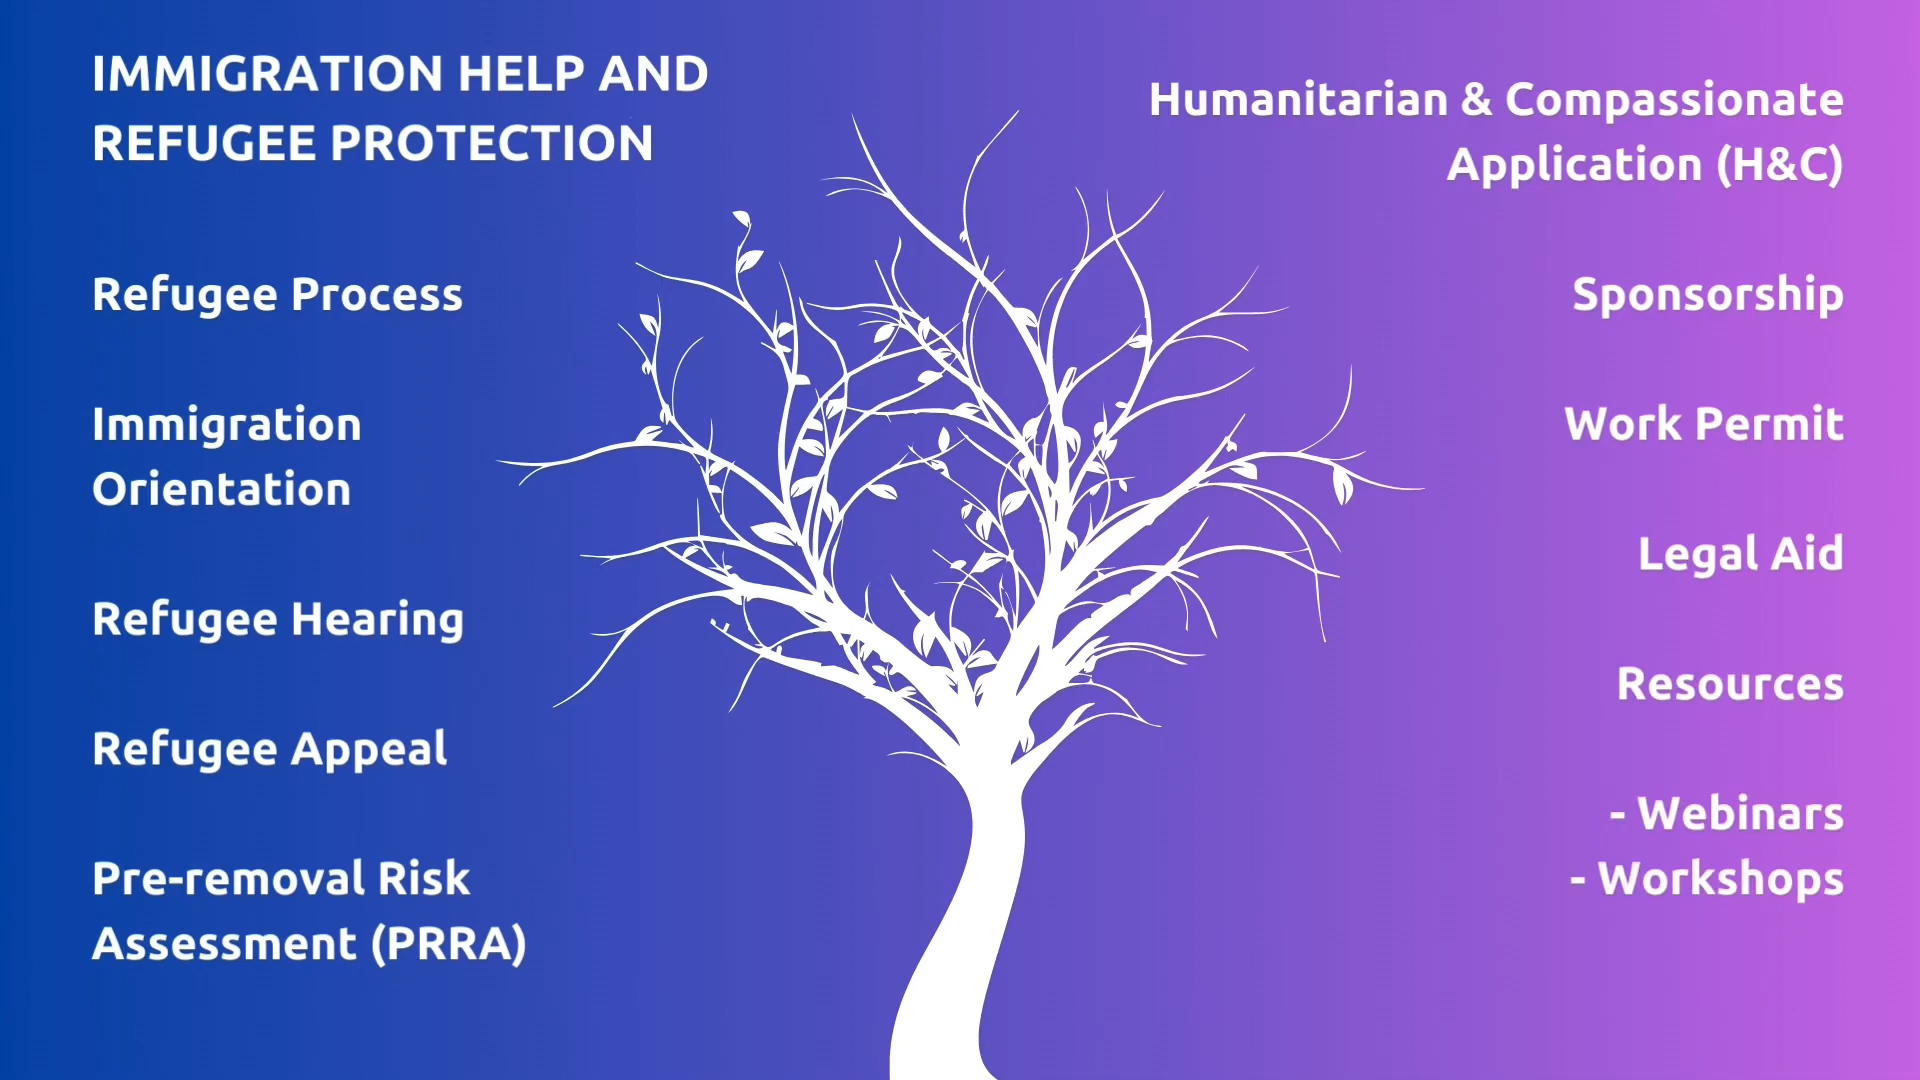 IMMIGRATION HELP AND
REFUGEE PROTECTION
Refugee Process
Immigration
Orientation
Refugee Hearing
Refugee Appeal
Pre-removal Risk
Assessment (PRRA)
Humanitarian & Compassionate
Application (H&C)
Sponsorship
Work Permit
Legal Aid
Resources
- Webinars
- Workshops